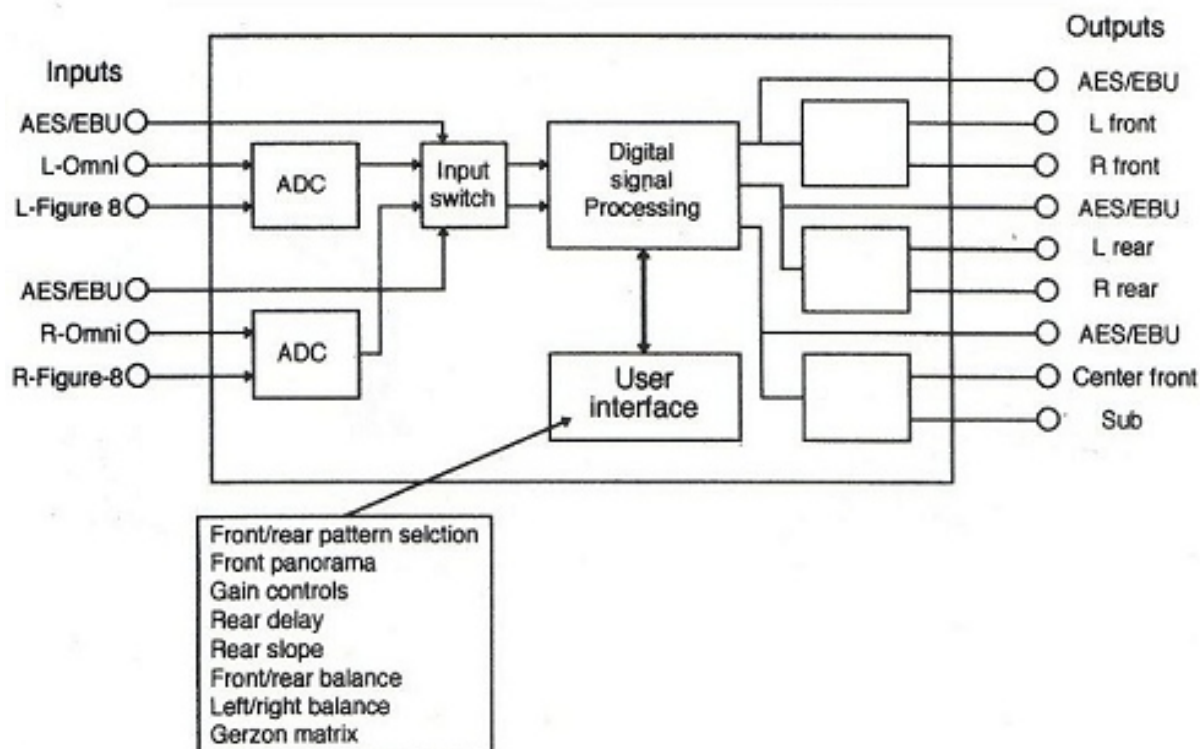 Inputs
AES/EBU
L-Omni
L-Figure 8
AES/EBU
R-Omni
R-Figure-8
ADC
ADC
Input
switch
Digital
signal
Processing
User
interface
Outputs
AES/EBU
L front
R front
AES/EBU
L rear
R rear
AES/EBU
Center front
Sub
Front/rear pattern selction
Front panorama
Gain controls
Rear delay
Rear slope
Front/rear balance
Left/right balance
Gerzon matrix